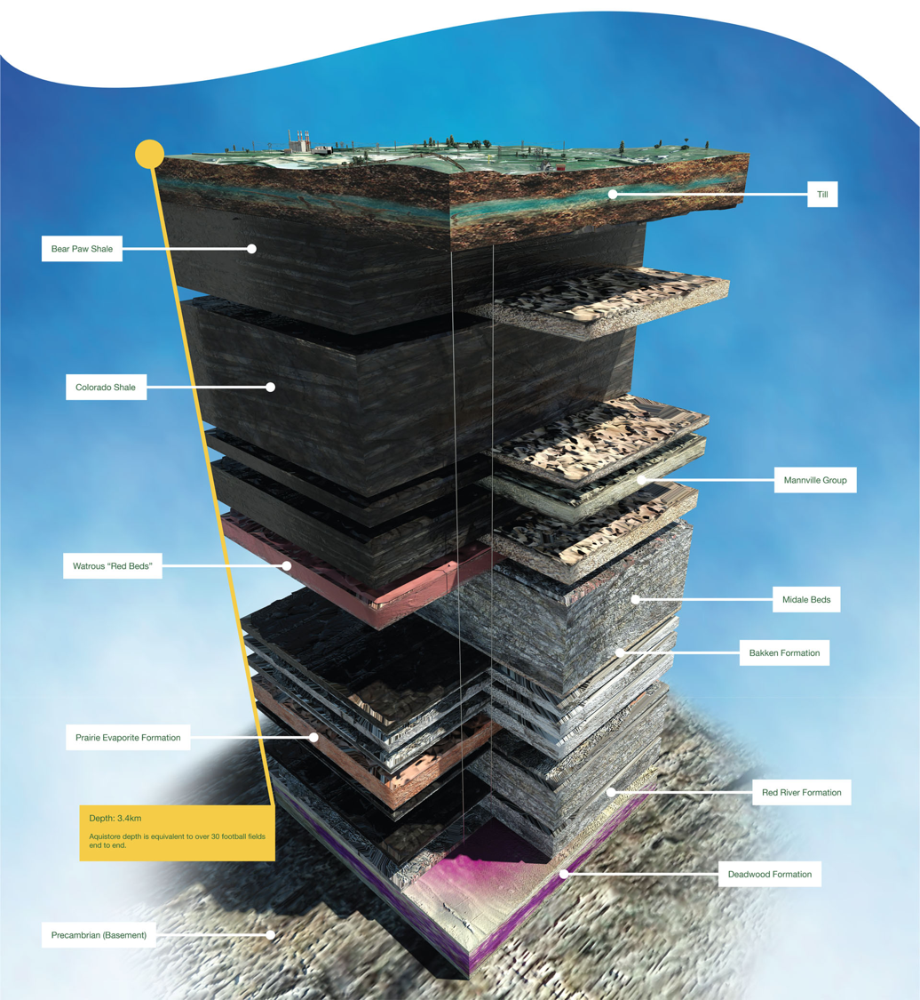 Till
Bear Paw Shale
Colorado Shale
Mannville Group
Watrous “Red Beds”
Midale Beds
Bakken Formation
Prairie Evaporite Formation
Red River Formation
Depth: 3.4km
Aquistore depth is equivalent to over 30 football fields
end to end.
Deadwood Formation
Precambrian (Basement)